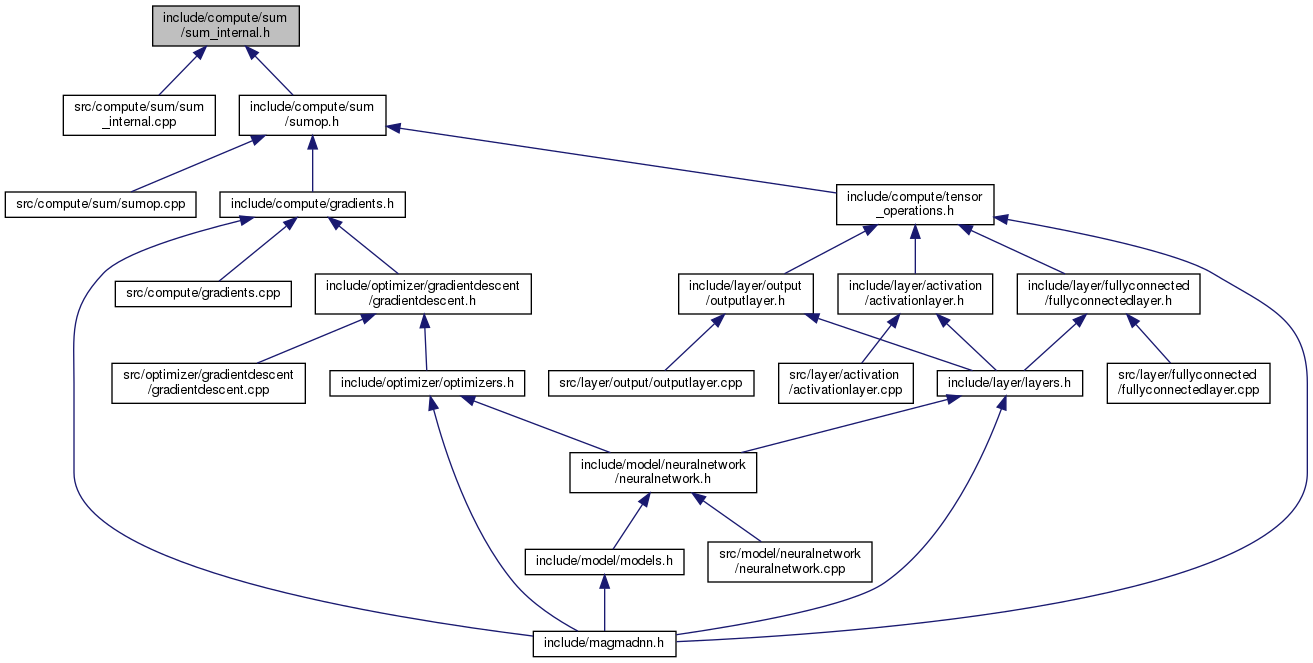 include/compute/sum
/sum_internal.h
src/compute/sum/sum
_internal.cpp
include/compute/sum
/sumop.h
src/compute/sum/sumop.cpp
include/compute/gradients.h
include/compute/tensor
_operations.h
src/compute/gradients.cpp
include/optimizer/gradientdescent
/gradientdescent.h
include/layer/output
/outputlayer.h
include/layer/activation
/activationlayer.h
include/layer/fullyconnected
/fullyconnectedlayer.h
src/optimizer/gradientdescent
/gradientdescent.cpp
include/optimizer/optimizers.h
src/layer/output/outputlayer.cpp
src/layer/activation
/activationlayer.cpp
include/layer/layers.h
src/layer/fullyconnected
/fullyconnectedlayer.cpp
include/model/neuralnetwork
/neuralnetwork.h
include/model/models.h
src/model/neuralnetwork
/neuralnetwork.cpp
include/magmadnn.h